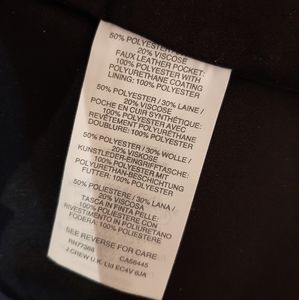 50% POLYESTER/
20% VISCOSE
FAUX LEATHER POCKET:
100% POLYESTER WITH
POLYURETHANE COATING
LINING: 100% POLYESTER
50% POLYESTER / 30% LAINE /
20% VISCOSE
POCHE EN CUIR SYNTHÉTIQUE:
100% POLYESTER AVEC
REVÊTEMENT POLYURÉTHANE
DOUBLURE: 100% POLYESTER
50% POLYESTER / 30% WOLLE /
20% VISKOSE
KUNSTLEDER-EINGRIFFTASCHE:
100% POLYESTER MIT
POLYURETHAN-BESCHICHTUNG
FUTTER: 100% POLYESTER
50% POLIESTERE / 30% LANA /
20% VISCOSA
TASCA IN FINTA PELLE:
100% POLIESTERE CON
RIVESTIMENTO IN POLIURETANO
FODERO: 100% POLIESTERE
SEE REVERSE FOR CARE
RN77388 CA56445
J.CREW U.K. Ltd EC4V 6JA